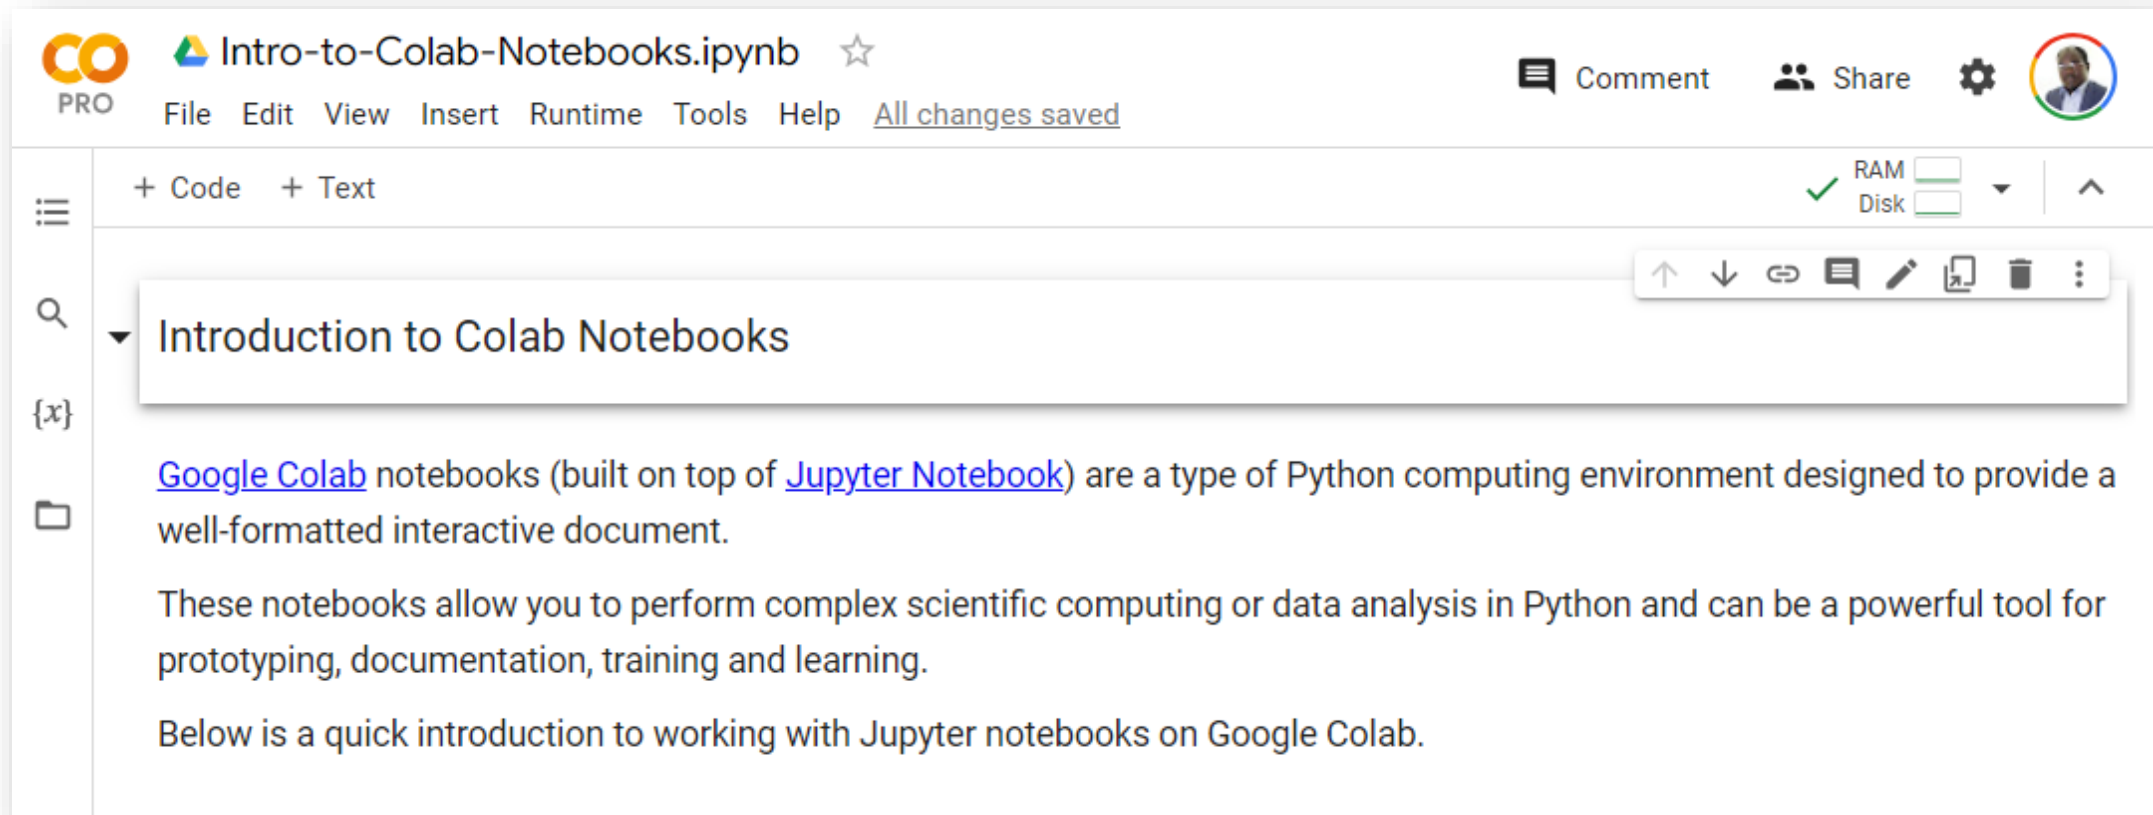 CO Intro-to-Colab-Notebooks.ipynb
PRO File Edit View Insert Runtime Tools Help All changes saved
Comment Share
+ Code + Text
RAM
Disk
Introduction to Colab Notebooks
{x}
Google Colab notebooks (built on top of Jupyter Notebook) are a type of Python computing environment designed to provide a
well-formatted interactive document.
These notebooks allow you to perform complex scientific computing or data analysis in Python and can be a powerful tool for
prototyping, documentation, training and learning.
Below is a quick introduction to working with Jupyter notebooks on Google Colab.